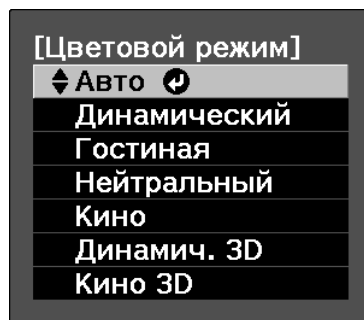 [Цветовой режим]
Авто
Динамический
Гостиная
Нейтральный
Кино
Динамич. 3D
Кино 3D